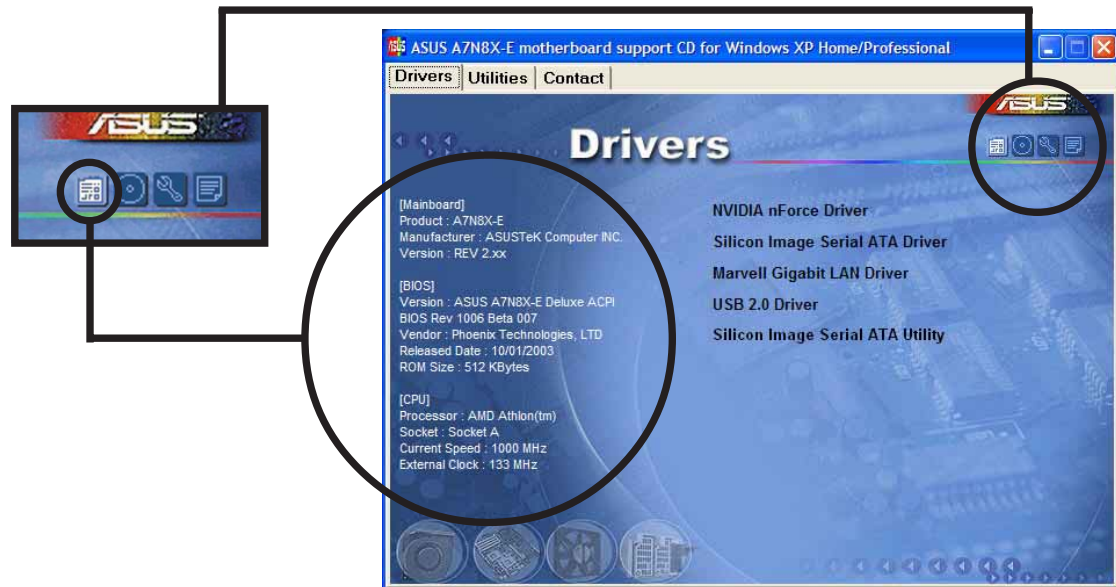 ASUS A7N8X-E motherboard support CD for Windows XP Home/Professional
Drivers Utilities Contact
ASUS
ASUS
Drivers
[Mainboard]
Product : A7N8X-E
Manufacturer : ASUSTeK Computer INC.
Version : REV 2.xx
[BIOS]
Version : ASUS A7N8X-E Deluxe ACPI
BIOS Rev 1006 Beta 007
Vendor : Phoenix Technologies, LTD
Released Date : 10/01/2003
ROM Size : 512 KBytes
[CPU]
Processor : AMD Athlon(tm)
Socket : Socket A
Current Speed : 1000 MHz
External Clock : 133 MHz
NVIDIA nForce Driver
Silicon Image Serial ATA Driver
Marvell Gigabit LAN Driver
USB 2.0 Driver
Silicon Image Serial ATA Utility